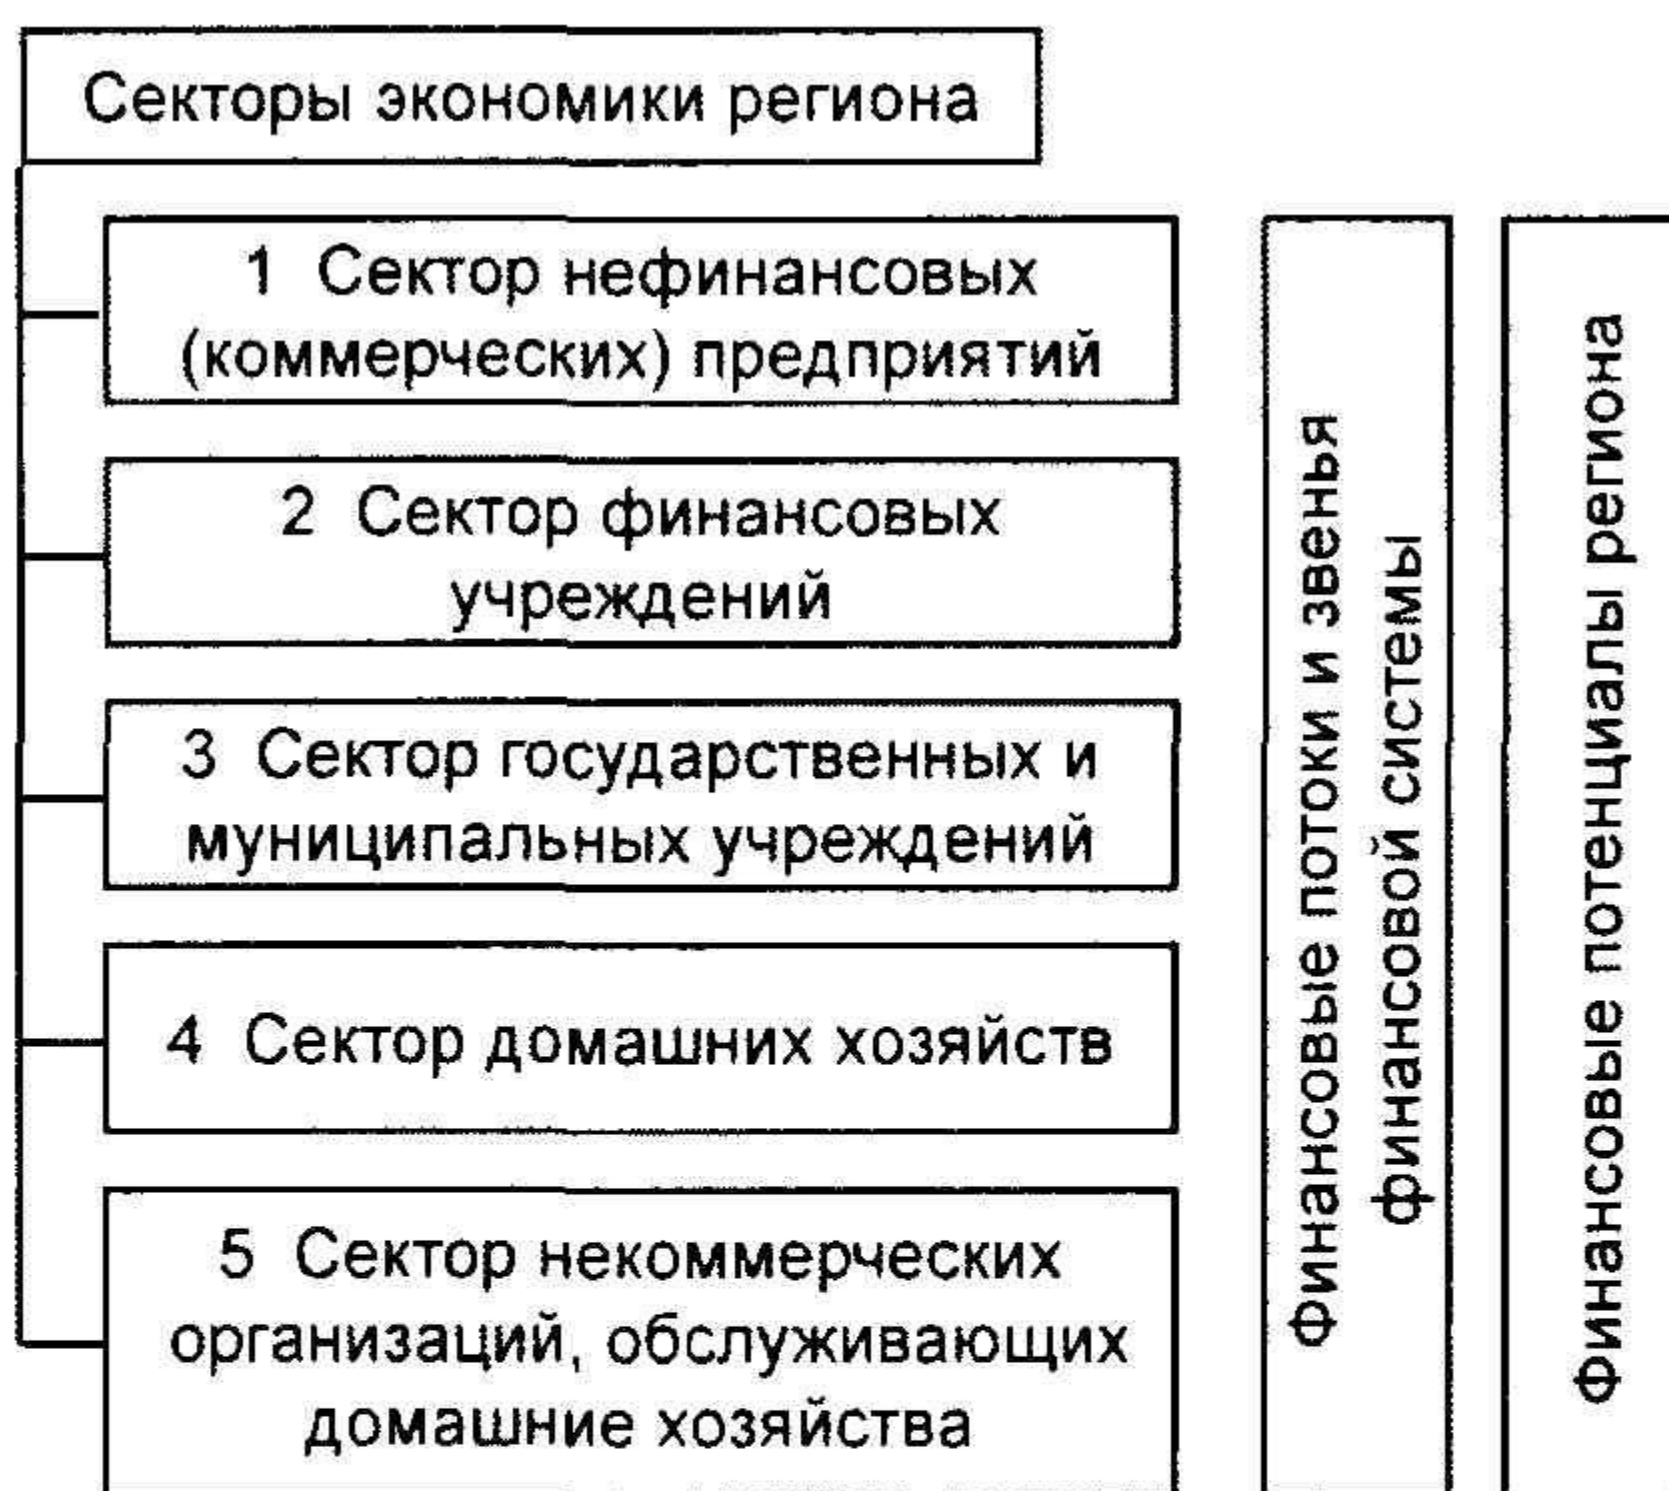 Секторы экономики региона
1 Сектор нефинансовых
(коммерческих) предприятий
2 Сектор финансовых
учреждений
3 Сектор государственных и
муниципальных учреждений
4 Сектор домашних хозяйств
5 Сектор некоммерческих
организаций, обслуживающих
домашние хозяйства
Финансовые потоки и звенья
финансовой системы
Финансовые потенциалы региона